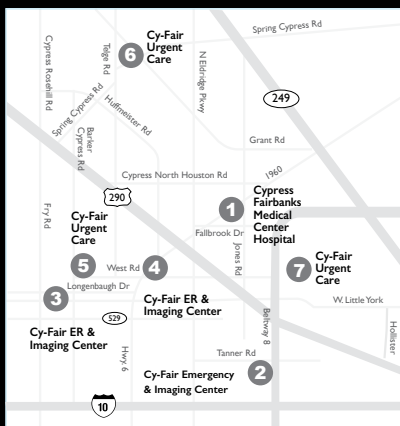 Spring Cypress Rd
Cypress Rosehill Rd
Telge Rd
6
Cy-Fair
Urgent
Care
N Eldridge Pkwy
249
Spring Cypress Rd
Huffmeister Rd
Barker
Cypress Rd
Grant Rd
1960
Cypress North Houston Rd
290
1
Cypress
Fairbanks
Medical
Center
Hospital
Fry Rd
Cy-Fair
Urgent
Care
Fallbrook Dr
Jones Rd
5
West Rd
4
7
Cy-Fair
Urgent
Care
Longenbaugh Dr
3
Cy-Fair ER &
Imaging Center
W. Little York
529
Cy-Fair ER &
Imaging Center
Beltway 8
Hollister
Hwy. 6
Tanner Rd
Cy-Fair Emergency
& Imaging Center
2
10